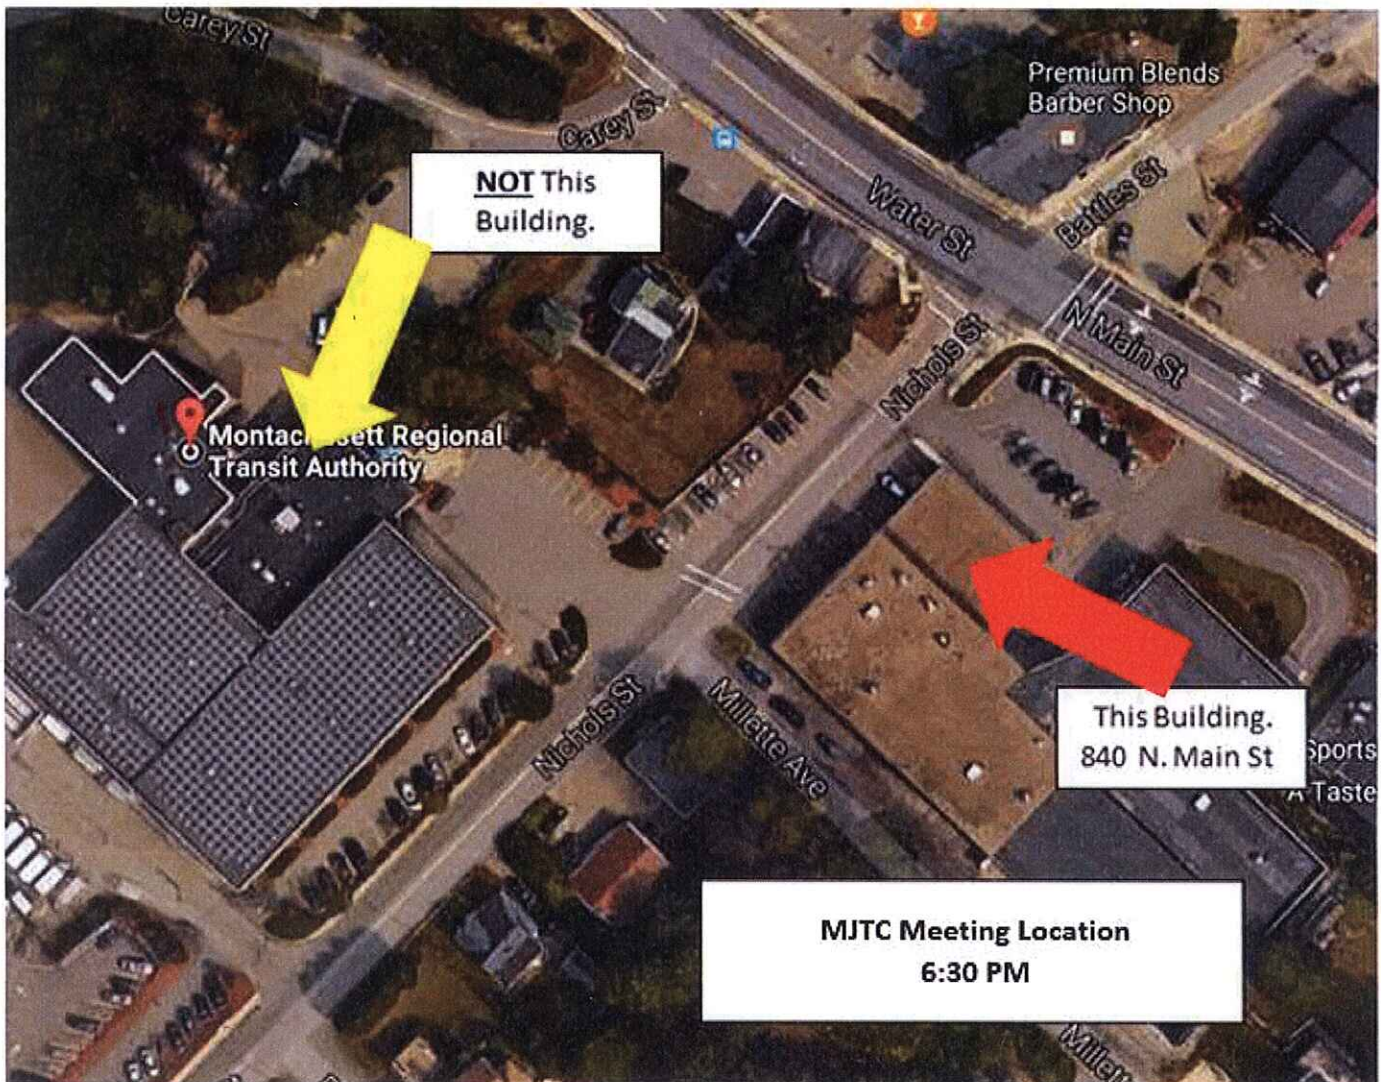 Carey St
Premium Blends
Barber Shop
Carey St
NOT This
Building.
Water St
Battles St
N Main St
Nichols St
Montachusett Regional
Transit Authority
Nichols St
Millette Ave
This Building.
840 N. Main St
Sports
A Taste
MJTC Meeting Location
6:30 PM